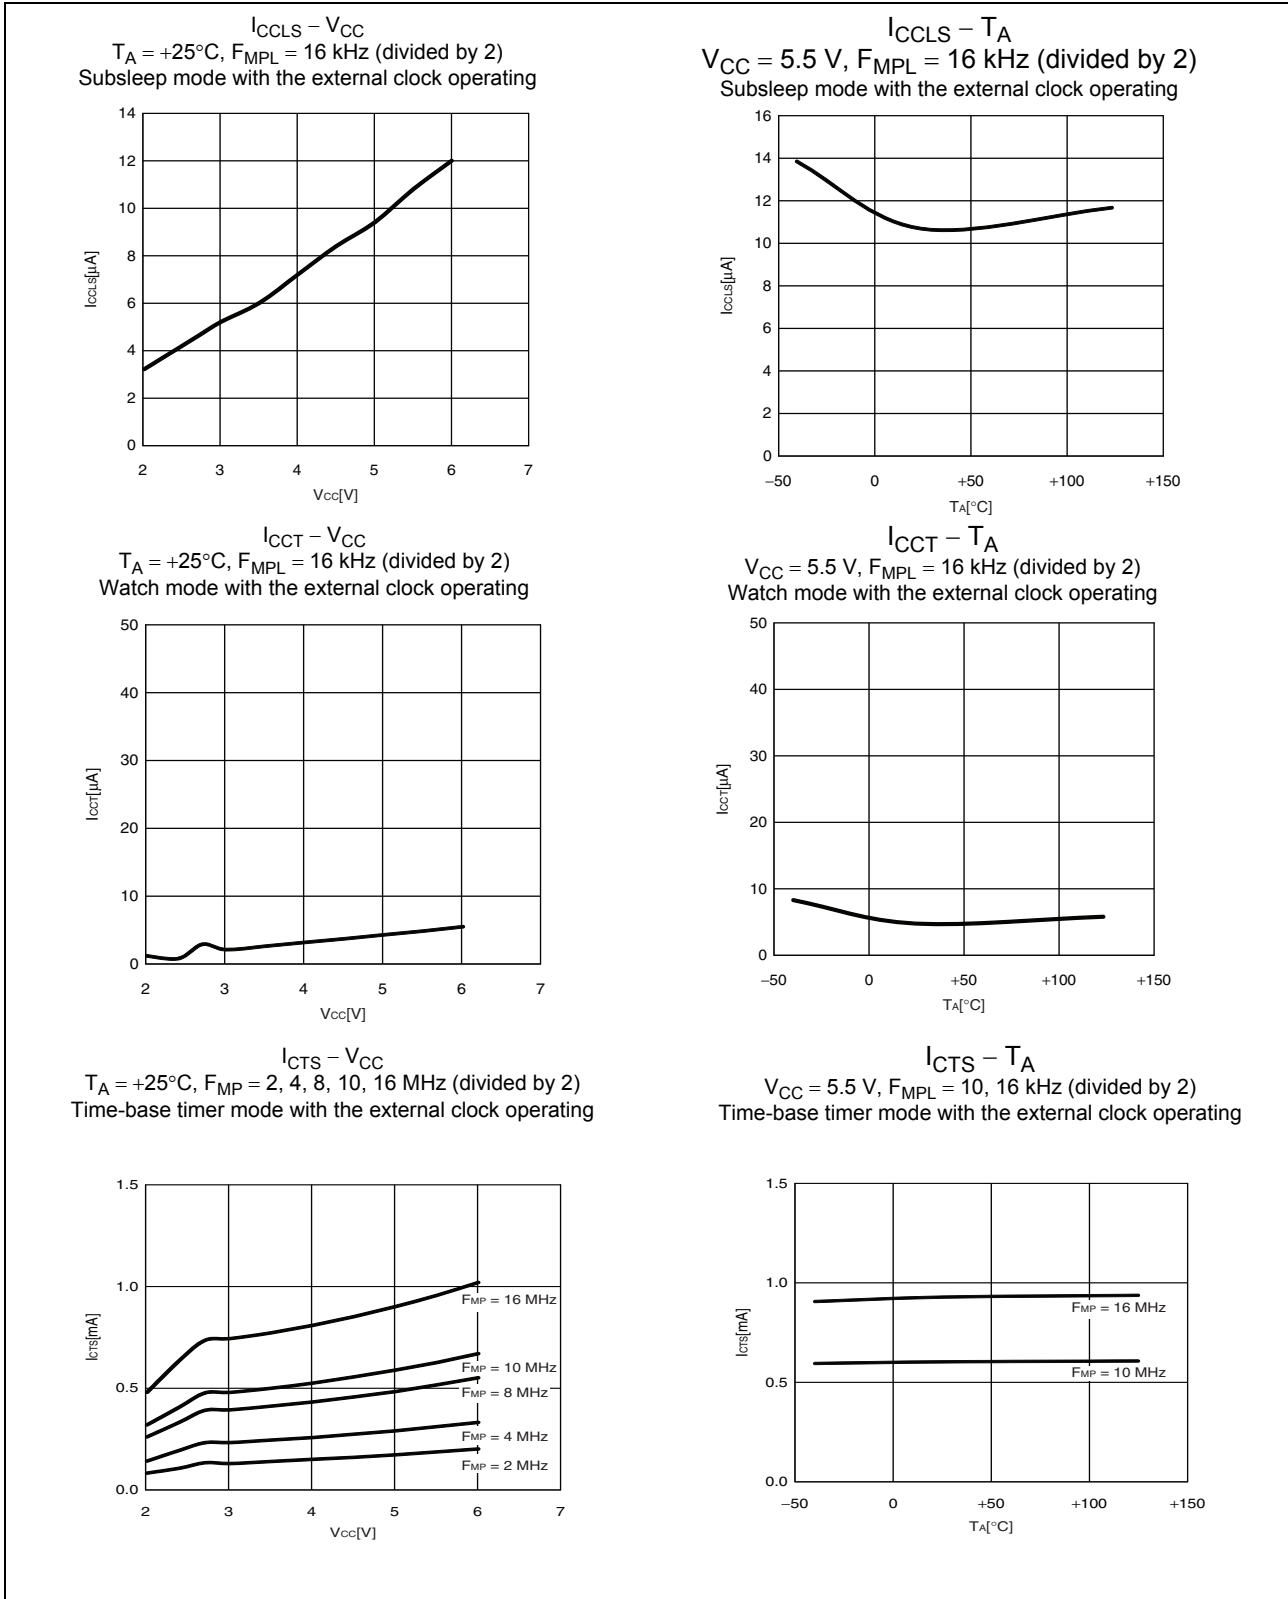 ICCLS − VCC
TA = +25°C, FMPL = 16 kHz (divided by 2)
Subsleep mode with the external clock operating
14
12
10
8
6
4
2
0
ICCLS[μA]
2 3 4 5 6 7
VCC[V]
ICCLS − TA
VCC = 5.5 V, FMPL = 16 kHz (divided by 2)
Subsleep mode with the external clock operating
16
14
12
10
8
6
4
2
0
ICCLS[μA]
−50 0 +50 +100 +150
TA[°C]
ICCT − VCC
TA = +25°C, FMPL = 16 kHz (divided by 2)
Watch mode with the external clock operating
50
40
30
20
10
0
ICCT[μA]
2 3 4 5 6 7
VCC[V]
ICCT − TA
VCC = 5.5 V, FMPL = 16 kHz (divided by 2)
Watch mode with the external clock operating
50
40
30
20
10
0
ICCT[μA]
−50 0 +50 +100 +150
TA[°C]
ICTS − VCC
TA = +25°C, FMP = 2, 4, 8, 10, 16 MHz (divided by 2)
Time-base timer mode with the external clock operating
1.5
1.0
0.5
0.0
ICTS[mA]
FMP = 16 MHz
FMP = 10 MHz
FMP = 8 MHz
FMP = 4 MHz
FMP = 2 MHz
2 3 4 5 6 7
VCC[V]
ICTS − TA
VCC = 5.5 V, FMPL = 10, 16 kHz (divided by 2)
Time-base timer mode with the external clock operating
1.5
1.0
0.5
0.0
ICTS[mA]
FMP = 16 MHz
FMP = 10 MHz
−50 0 +50 +100 +150
TA[°C]